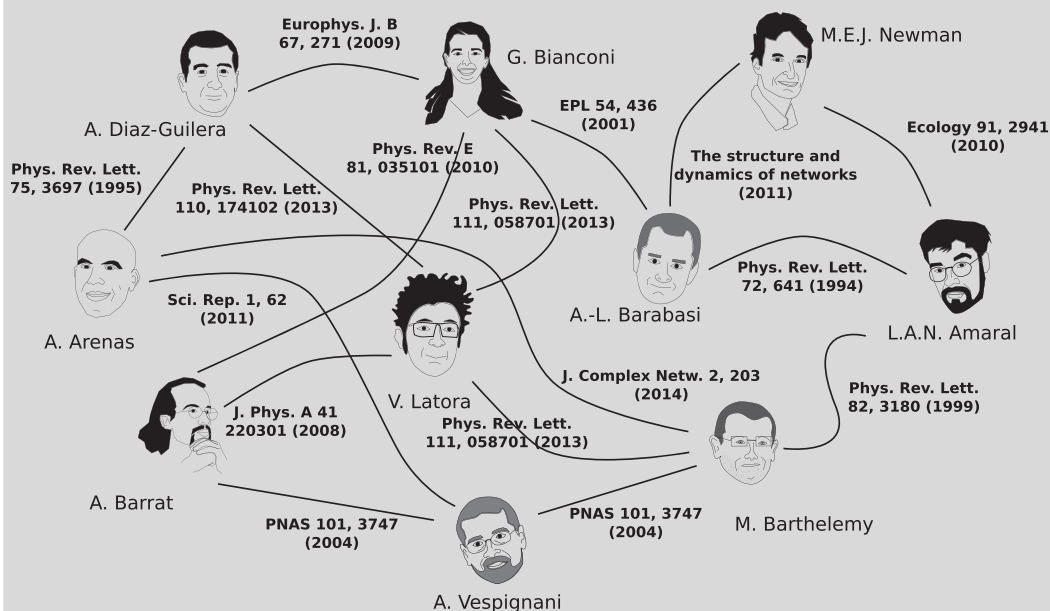 Europhys. J. B
67, 271 (2009)
M.E.J. Newman
G. Bianconi
EPL 54, 436
(2001)
A. Diaz-Guilera
Ecology 91, 2941
(2010)
Phys. Rev. E
81, 035101 (2010)
Phys. Rev. Lett.
75, 3697 (1995)
The structure and
dynamics of networks
(2011)
Phys. Rev. Lett.
110, 174102 (2013)
Phys. Rev. Lett.
111, 058701 (2013)
Phys. Rev. Lett.
72, 641 (1994)
Sci. Rep. 1, 62
(2011)
A.-L. Barabasi
L.A.N. Amaral
A. Arenas
J. Complex Netw. 2, 203
(2014)
Phys. Rev. Lett.
82, 3180 (1999)
V. Latora
J. Phys. A 41
220301 (2008)
Phys. Rev. Lett.
111, 058701 (2013)
A. Barrat
PNAS 101, 3747
(2004)
PNAS 101, 3747
(2004)
M. Barthelemy
A. Vespignani